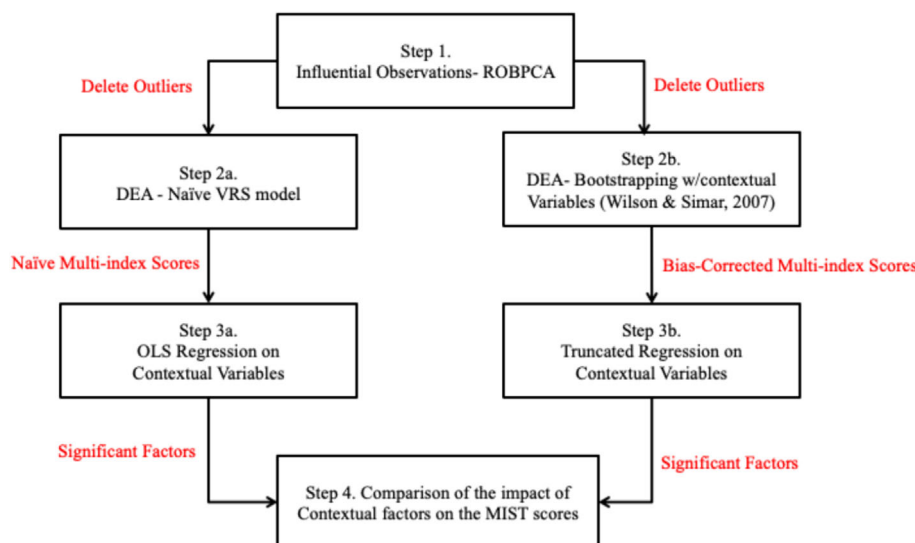 Step 1.
Influential Observations- ROBPCA
Delete Outliers
Delete Outliers
Step 2a.
DEA - Naïve VRS model
Step 2b.
DEA- Bootstrapping w/contextual
Variables (Wilson & Simar, 2007)
Naïve Multi-index Scores
Bias-Corrected Multi-index Scores
Step 3a.
OLS Regression on
Contextual Variables
Step 3b.
Truncated Regression on
Contextual Variables
Significant Factors
Significant Factors
Step 4. Comparison of the impact of
Contextual factors on the MIST scores